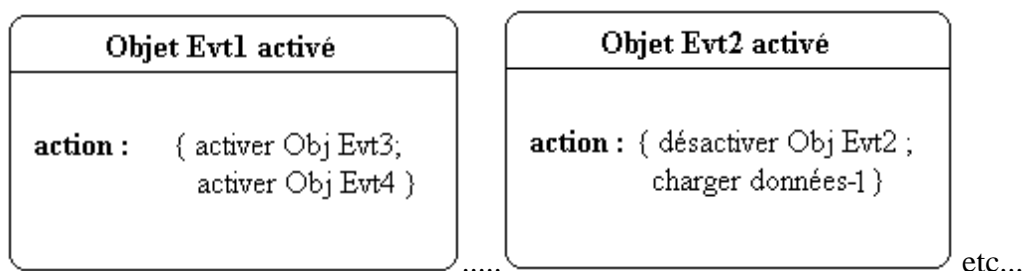 Objet Evt1 activé
action : { activer Obj Evt3;
activer Obj Evt4 }
.....
Objet Evt2 activé
action : { désactiver Obj Evt2 ;
charger données-1 }
etc...